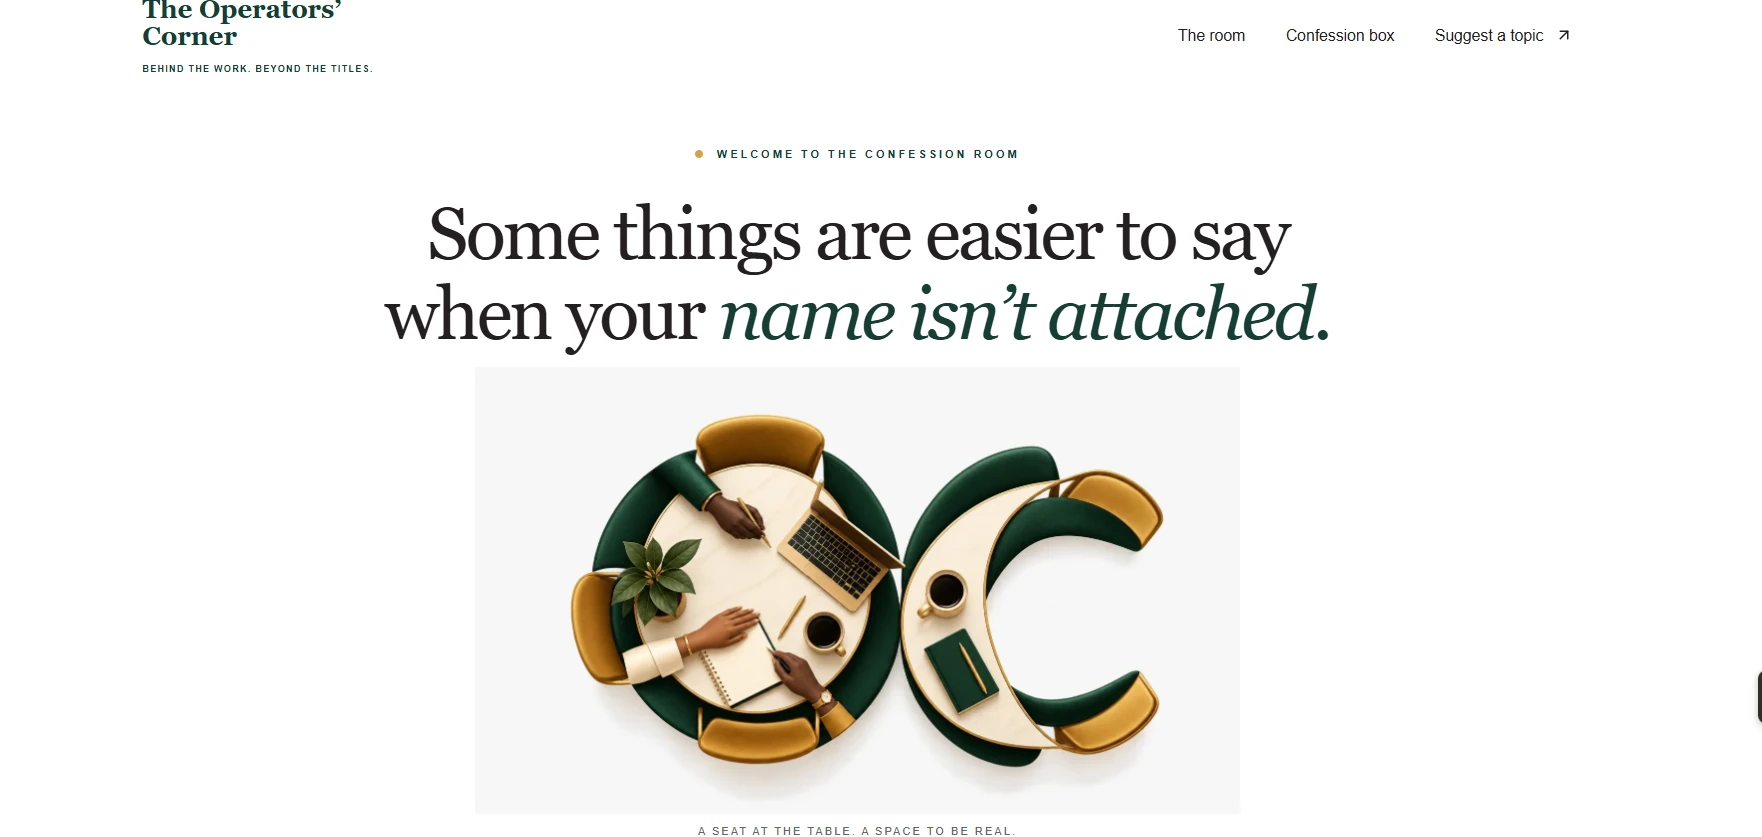 The Operators’
Corner
BEHIND THE WORK. BEYOND THE TITLES.
The room
Confession box
Suggest a topic
WELCOME TO THE CONFESSION ROOM
Some things are easier to say
when your name isn’t attached.
A SEAT AT THE TABLE. A SPACE TO BE REAL.